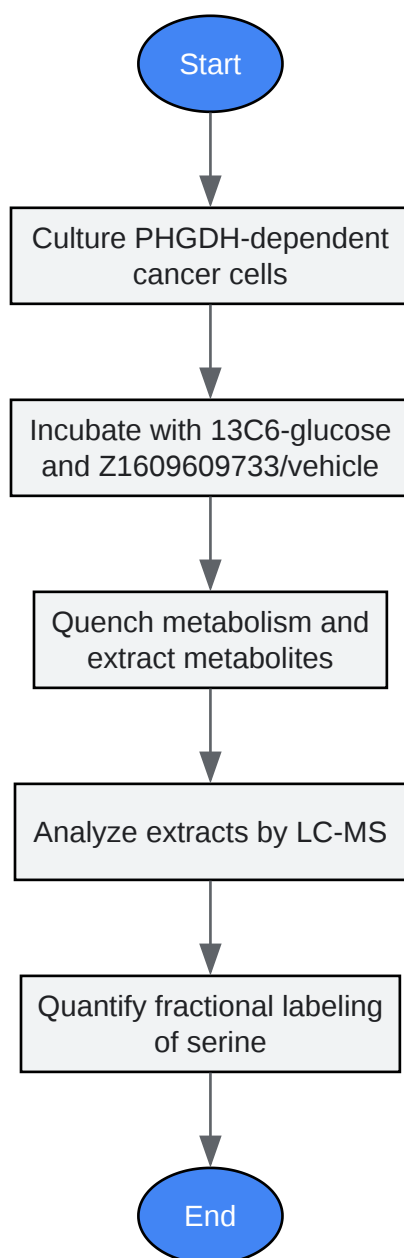 Start
Culture PHGDH-dependent
cancer cells
Incubate with 13C6-glucose
and Z1609609733/vehicle
Quench metabolism and
extract metabolites
Analyze extracts by LC-MS
Quantify fractional labeling
of serine
End